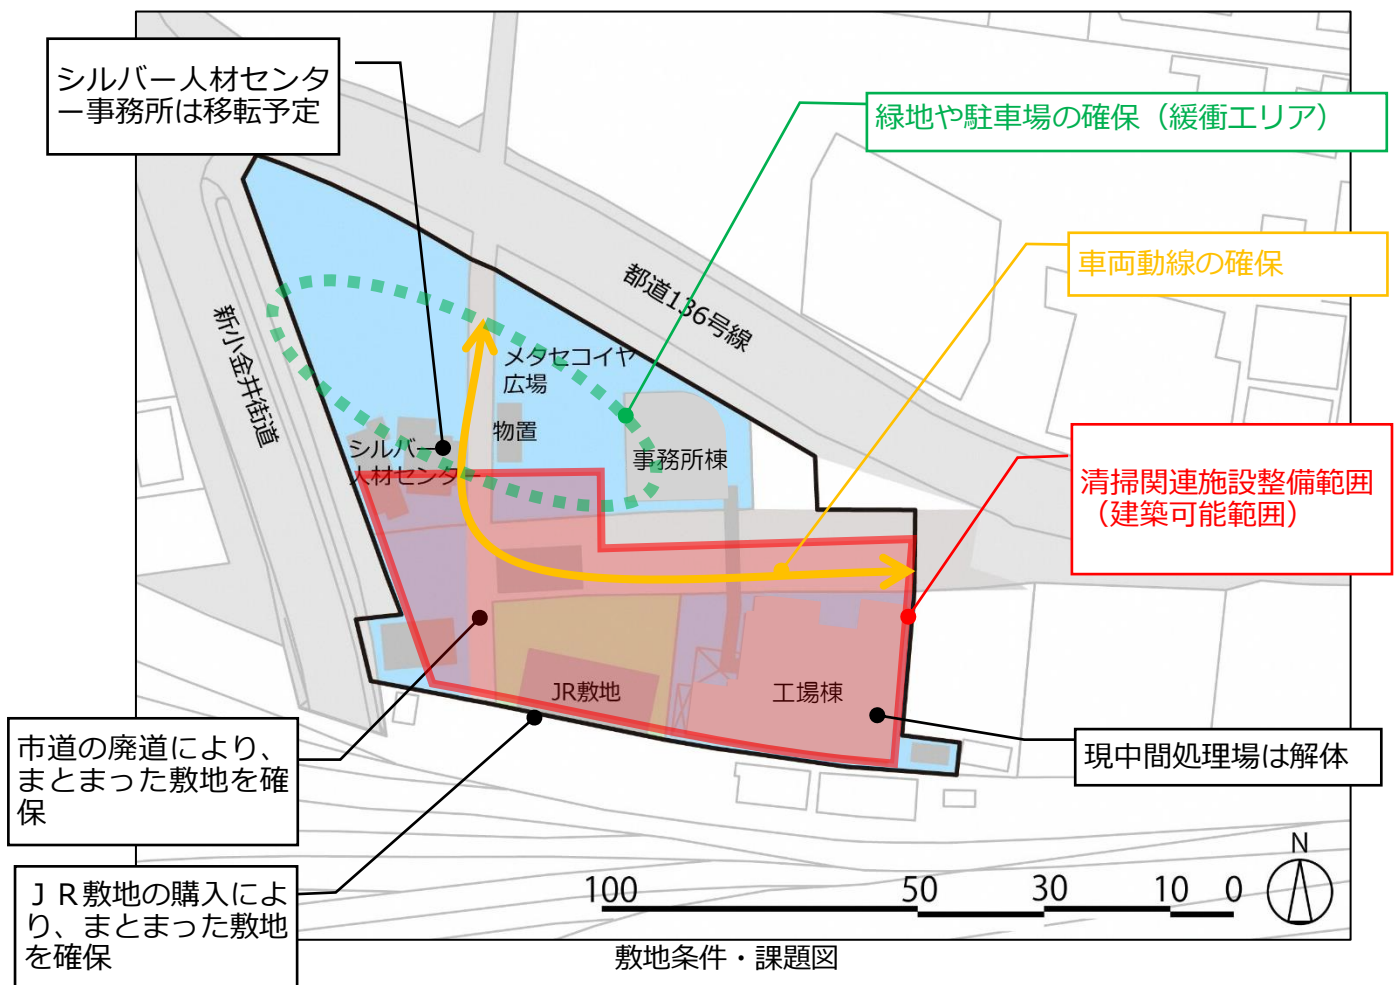 シルバー人材センタ
ー事務所は移転予定
緑地や駐車場の確保（緩衝エリア）
車両動線の確保
都道136号線
新小金井街道
メタセコイヤ
広場
物置
シルバー
人材センター
事務所棟
清掃関連施設整備範囲
（建築可能範囲）
JR敷地
工場棟
市道の廃道により、
まとまった敷地を確
保
現中間処理場は解体
ＪＲ敷地の購入によ
り、まとまった敷地
を確保
100 50 30 10 0
N
敷地条件・課題図